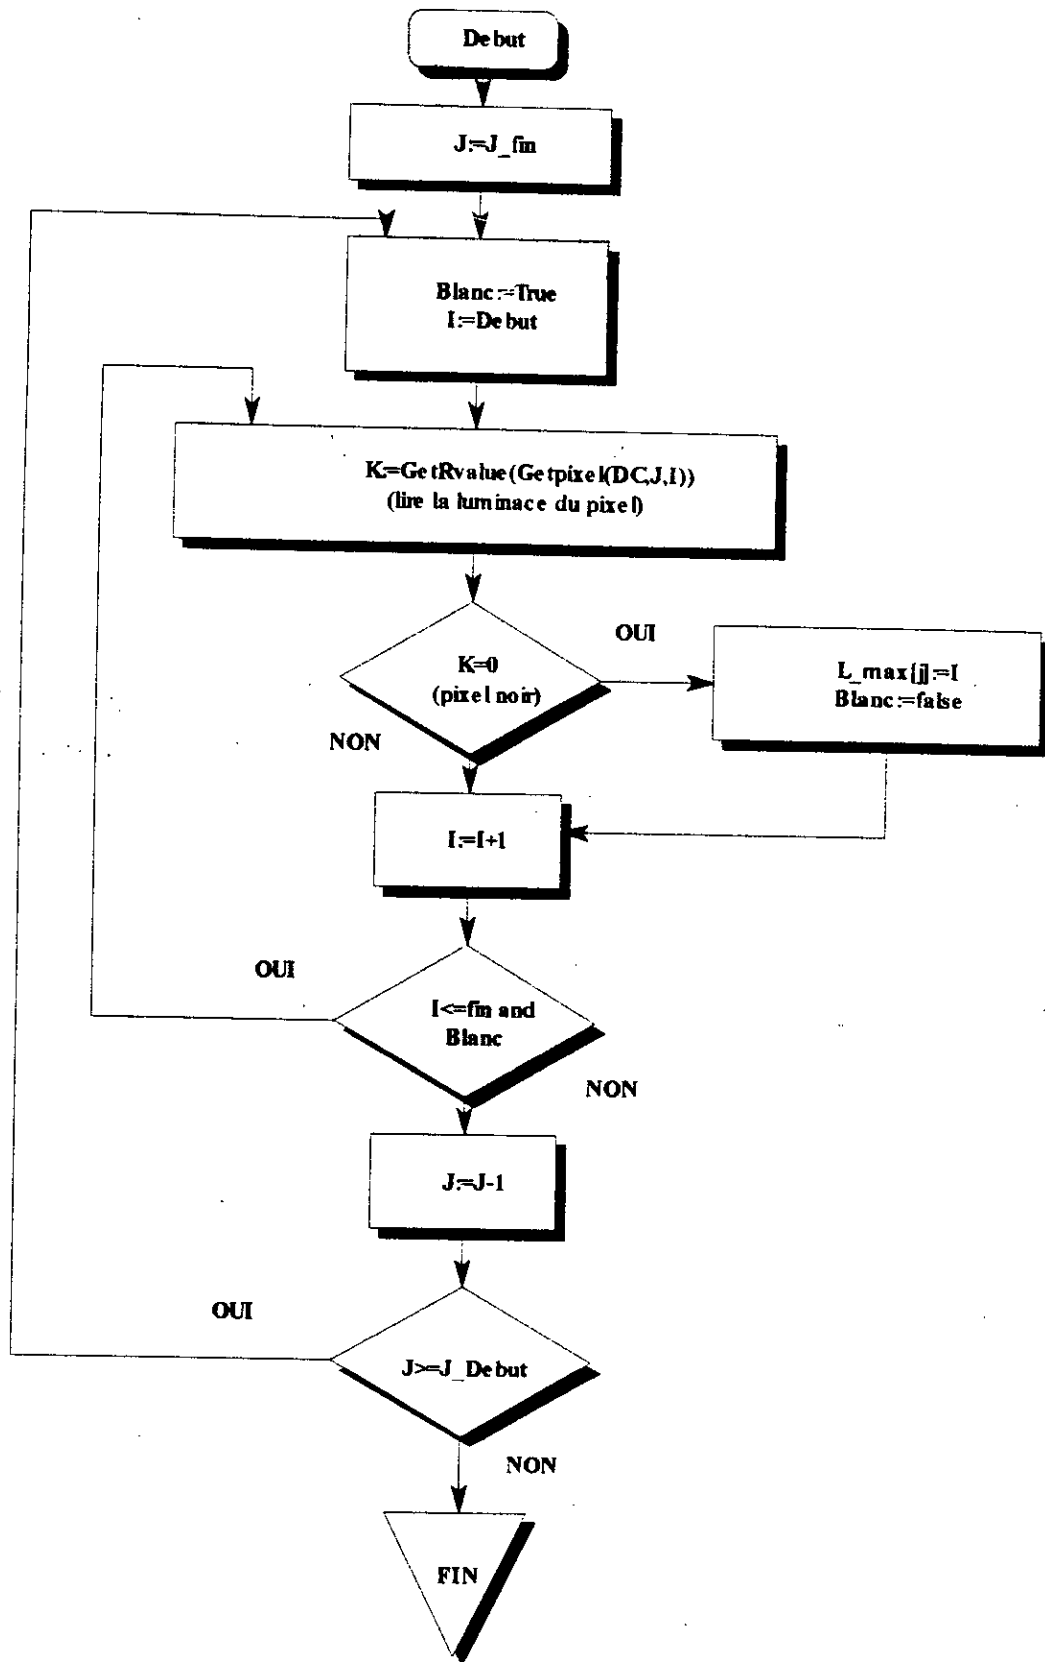 Debut
J:=J_fin
Blanc:=True
I:=Debut
K:=GetRvalue(Getpixel(DC,J,I))
(lire la luminace du pixel)
OUI
K=0
(pixel noir)
L_max[j]:=I
Blanc:=false
NON
I:=I+1
OUI
I<=fin and
Blanc
NON
J:=J-1
OUI
J>=J_Debut
NON
FIN